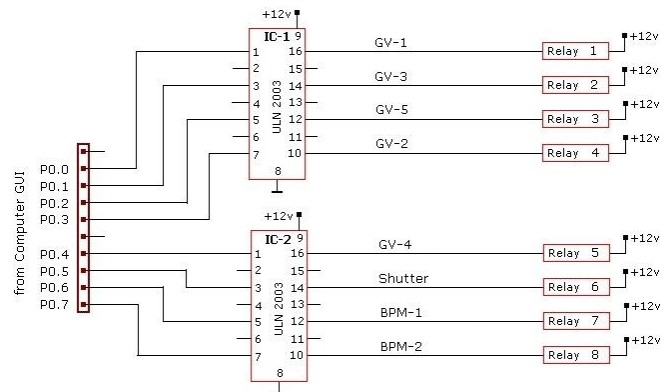 +12v
IC-1 9
1 16 GV-1 Relay 1 +12v
2 15
3 14 GV-3 Relay 2 +12v
4 13
5 12 GV-5 Relay 3 +12v
6 11
7 10 GV-2 Relay 4 +12v
8
ULN 2003
from Computer GUI
P0.0
P0.1
P0.2
P0.3
P0.4
P0.5
P0.6
P0.7
+12v
IC-2 9
1 16 GV-4 Relay 5 +12v
2 15
3 14 Shutter Relay 6 +12v
4 13
5 12 BPM-1 Relay 7 +12v
6 11
7 10 BPM-2 Relay 8 +12v
8
ULN 2003